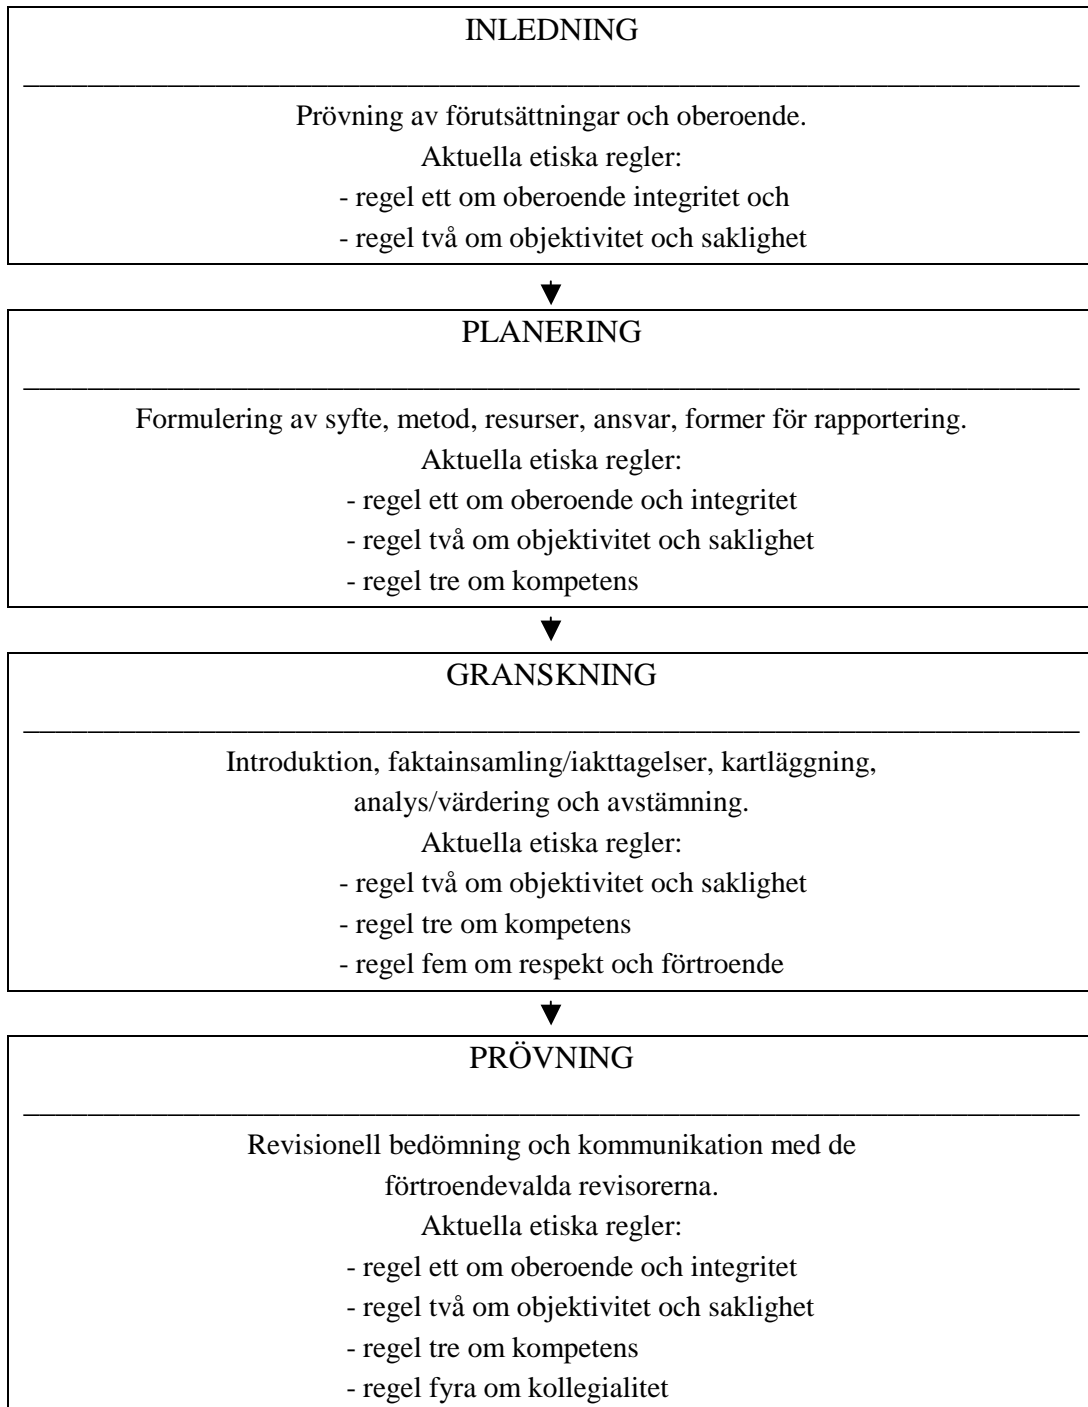 INLEDNING
Prövning av förutsättningar och oberoende.
Aktuella etiska regler:
- regel ett om oberoende integritet och
- regel två om objektivitet och saklighet
PLANERING
Formulering av syfte, metod, resurser, ansvar, former för rapportering.
Aktuella etiska regler:
- regel ett om oberoende och integritet
- regel två om objektivitet och saklighet
- regel tre om kompetens
GRANSKNING
Introduktion, faktainsamling/iakttagelser, kartläggning,
analys/värdering och avstämning.
Aktuella etiska regler:
- regel två om objektivitet och saklighet
- regel tre om kompetens
- regel fem om respekt och förtroende
PRÖVNING
Revisionell bedömning och kommunikation med de
förtroendevalda revisorerna.
Aktuella etiska regler:
- regel ett om oberoende och integritet
- regel två om objektivitet och saklighet
- regel tre om kompetens
- regel fyra om kollegialitet